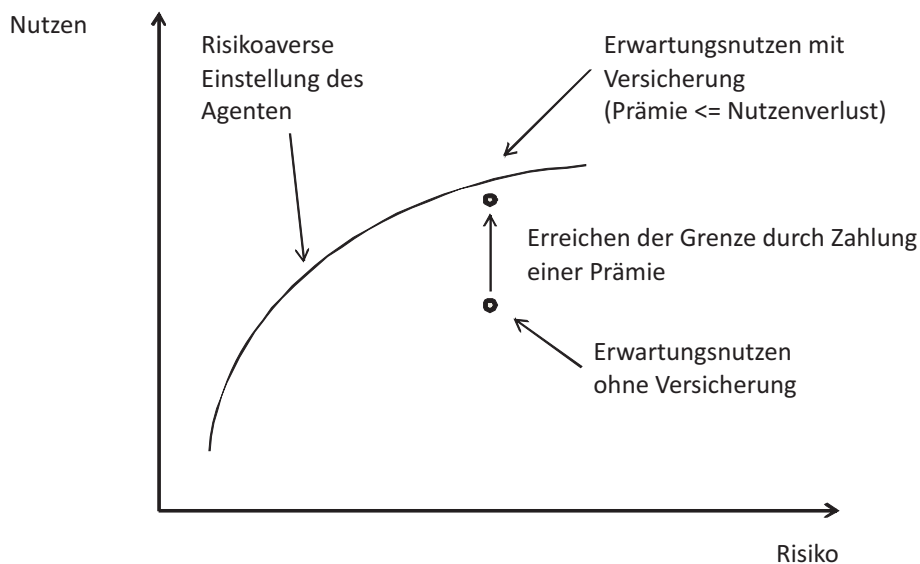 Nutzen
Risikoaverse
Einstellung des
Agenten
Erwartungsnutzen mit
Versicherung
(Prämie <= Nutzenverlust)
Erreichen der Grenze durch Zahlung
einer Prämie
Erwartungsnutzen
ohne Versicherung
Risiko